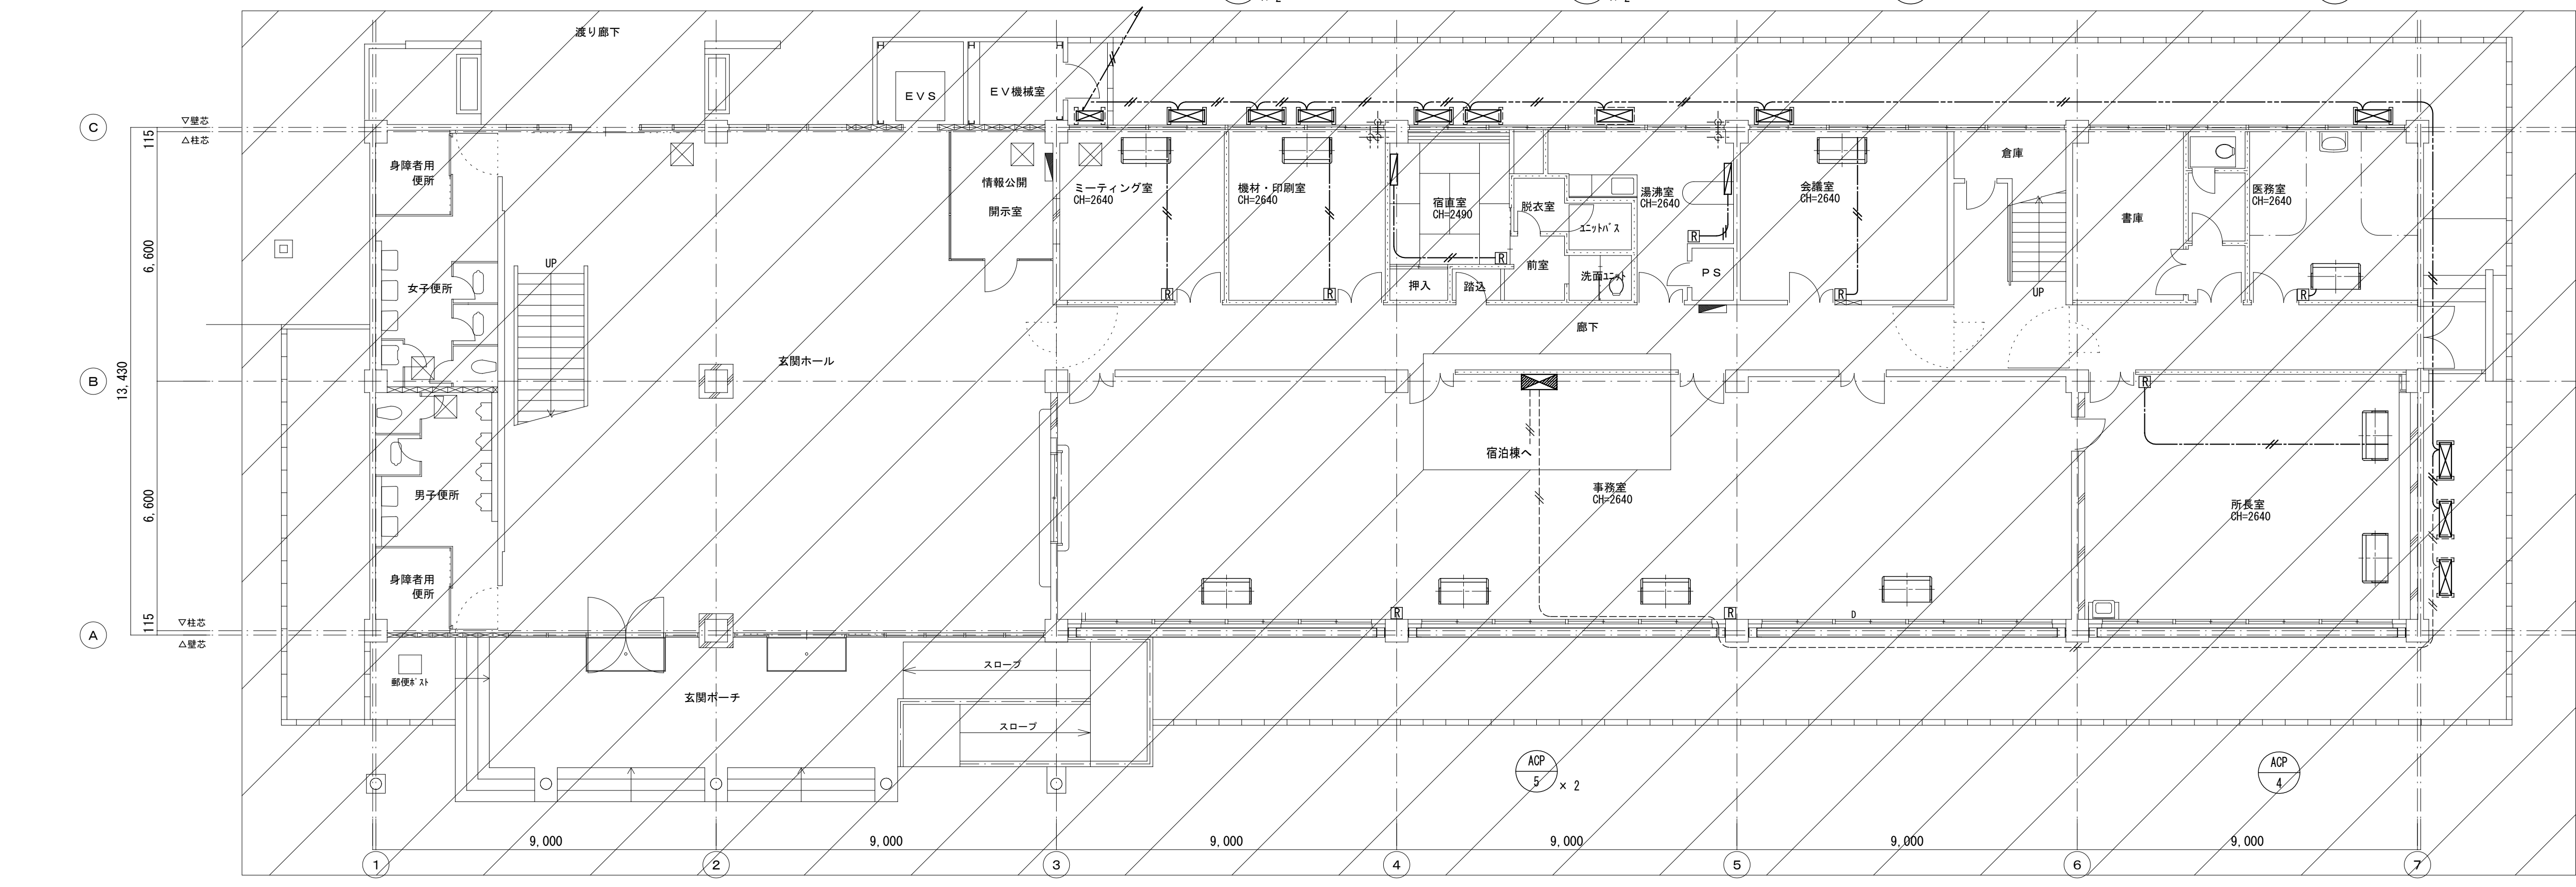 渡り廊下
EVS
EV機械室
C
▽壁芯
△柱芯
115
身障者用
便所
情報公開
開示室
ミーティング室
CH=2640
機材・印刷室
CH=2640
宿直室
CH=2490
脱衣室
ﾕﾆｯﾄﾊﾞｽ
湯沸室
CH=2640
会議室
CH=2640
倉庫
書庫
医務室
CH=2640
R
R
R
R
R
R
6,600
女子便所
UP
押入
踏込
前室
洗面ﾕﾆｯﾄ
PS
UP
廊下
玄関ホール
B
13,430
R
宿泊棟へ
事務室
CH=2640
所長室
CH=2640
6,600
男子便所
身障者用
便所
R
R
D
115
▽柱芯
A
△壁芯
郵便ﾎﾟｽﾄ
玄関ポーチ
スロープ
スロープ
ACP
5
× 2
ACP
4
9,000
9,000
9,000
9,000
9,000
9,000
1
2
3
4
5
6
7